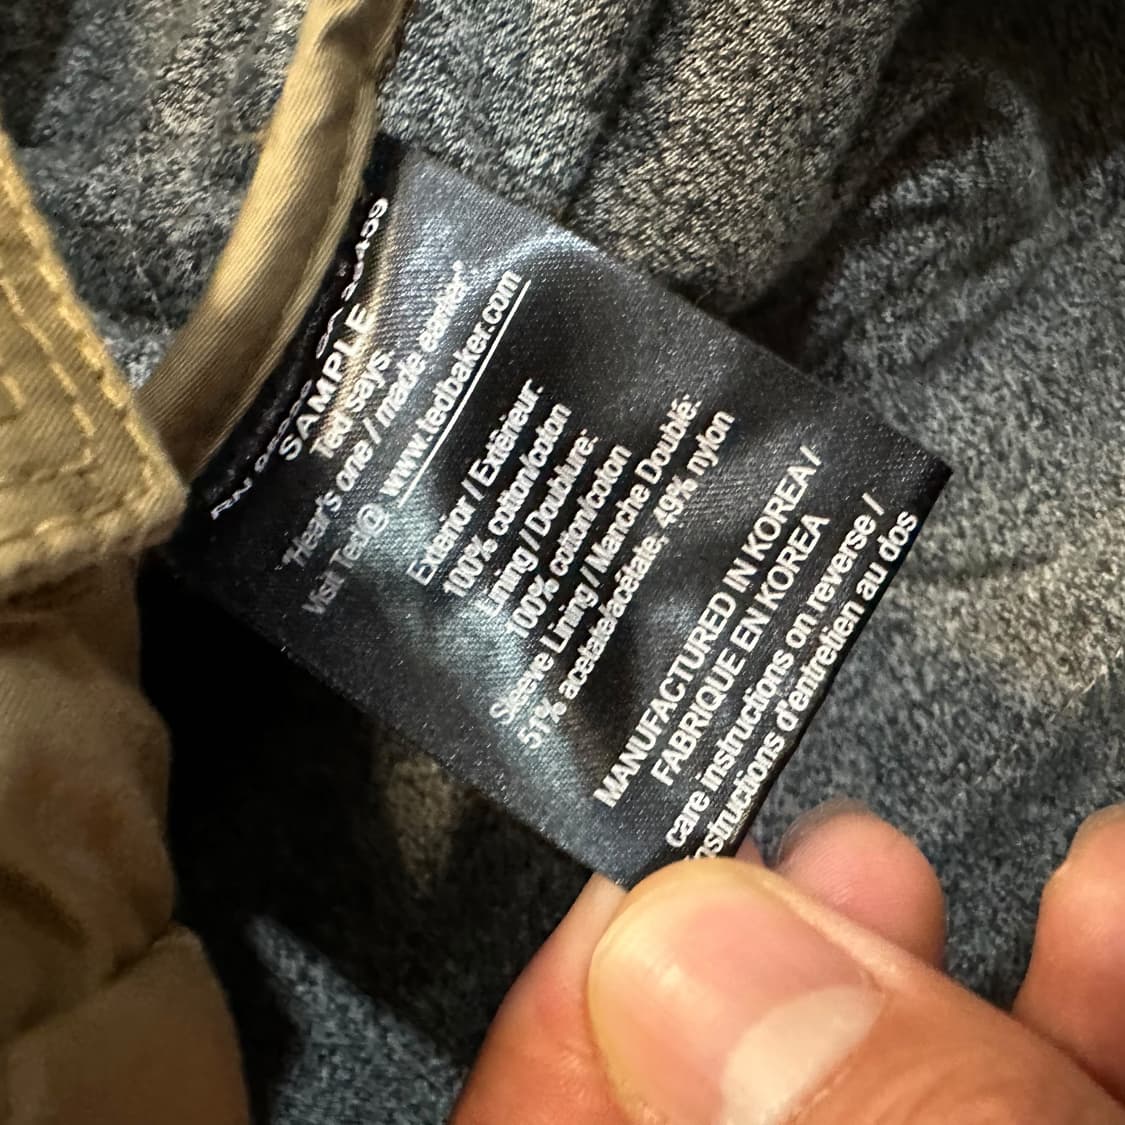 SAMPLE
Ted says
"Hear's one I made earlier"
Visit Ted@ www.tedbaker.com
Exterior / Extérieur:
100% cotton/coton
Lining / Doublure:
100% cotton/coton
Sleeve Lining / Manche Doublé:
51% acetate/acétate, 49% nylon
MANUFACTURED IN KOREA /
FABRIQUE EN KOREA
care instructions on reverse /
instructions d'entretien au dos